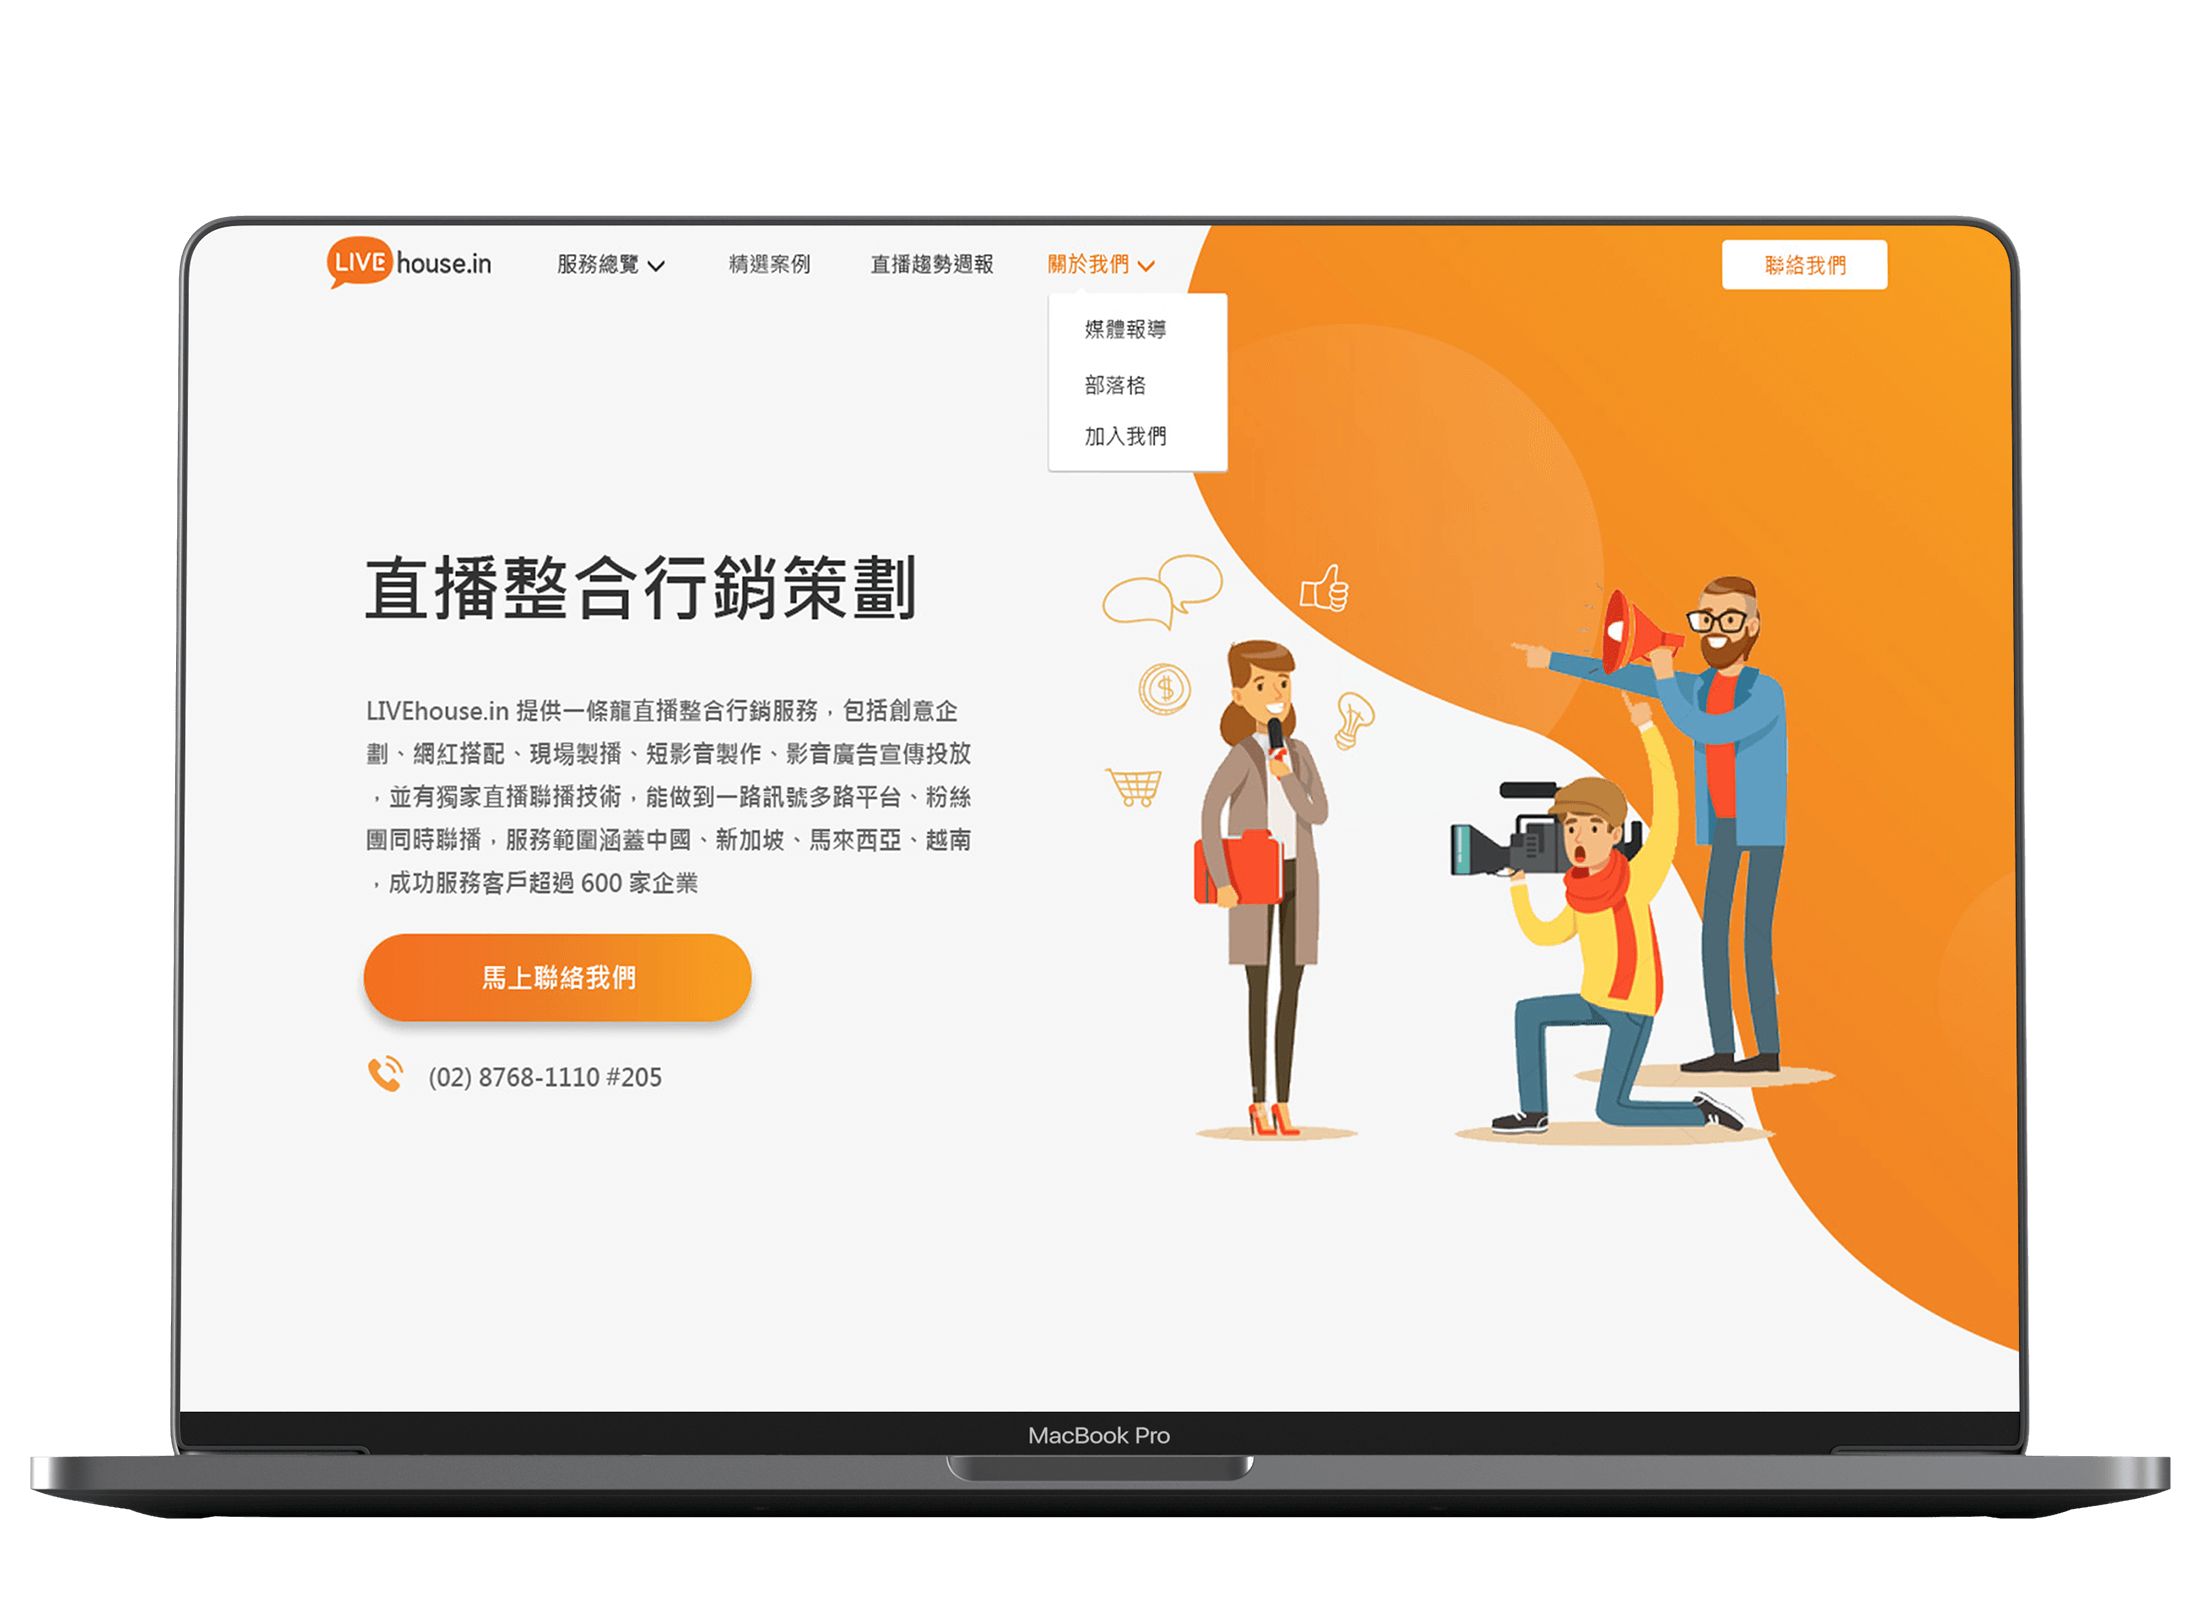 LIVE house.in 服務總覽 精選案例 直播趨勢週報 關於我們 聯絡我們
媒體報導
部落格
加入我們
直播整合行銷策劃
LIVEhouse.in 提供一條龍直播整合行銷服務，包括創意企
劃、網紅搭配、現場製播、短影音製作、影音廣告宣傳投放
，並有獨家直播聯播技術，能做到一路訊號多路平台、粉絲
團同時聯播，服務範圍涵蓋中國、新加坡、馬來西亞、越南
，成功服務客戶超過 600 家企業
馬上聯絡我們
(02) 8768-1110 #205
MacBook Pro